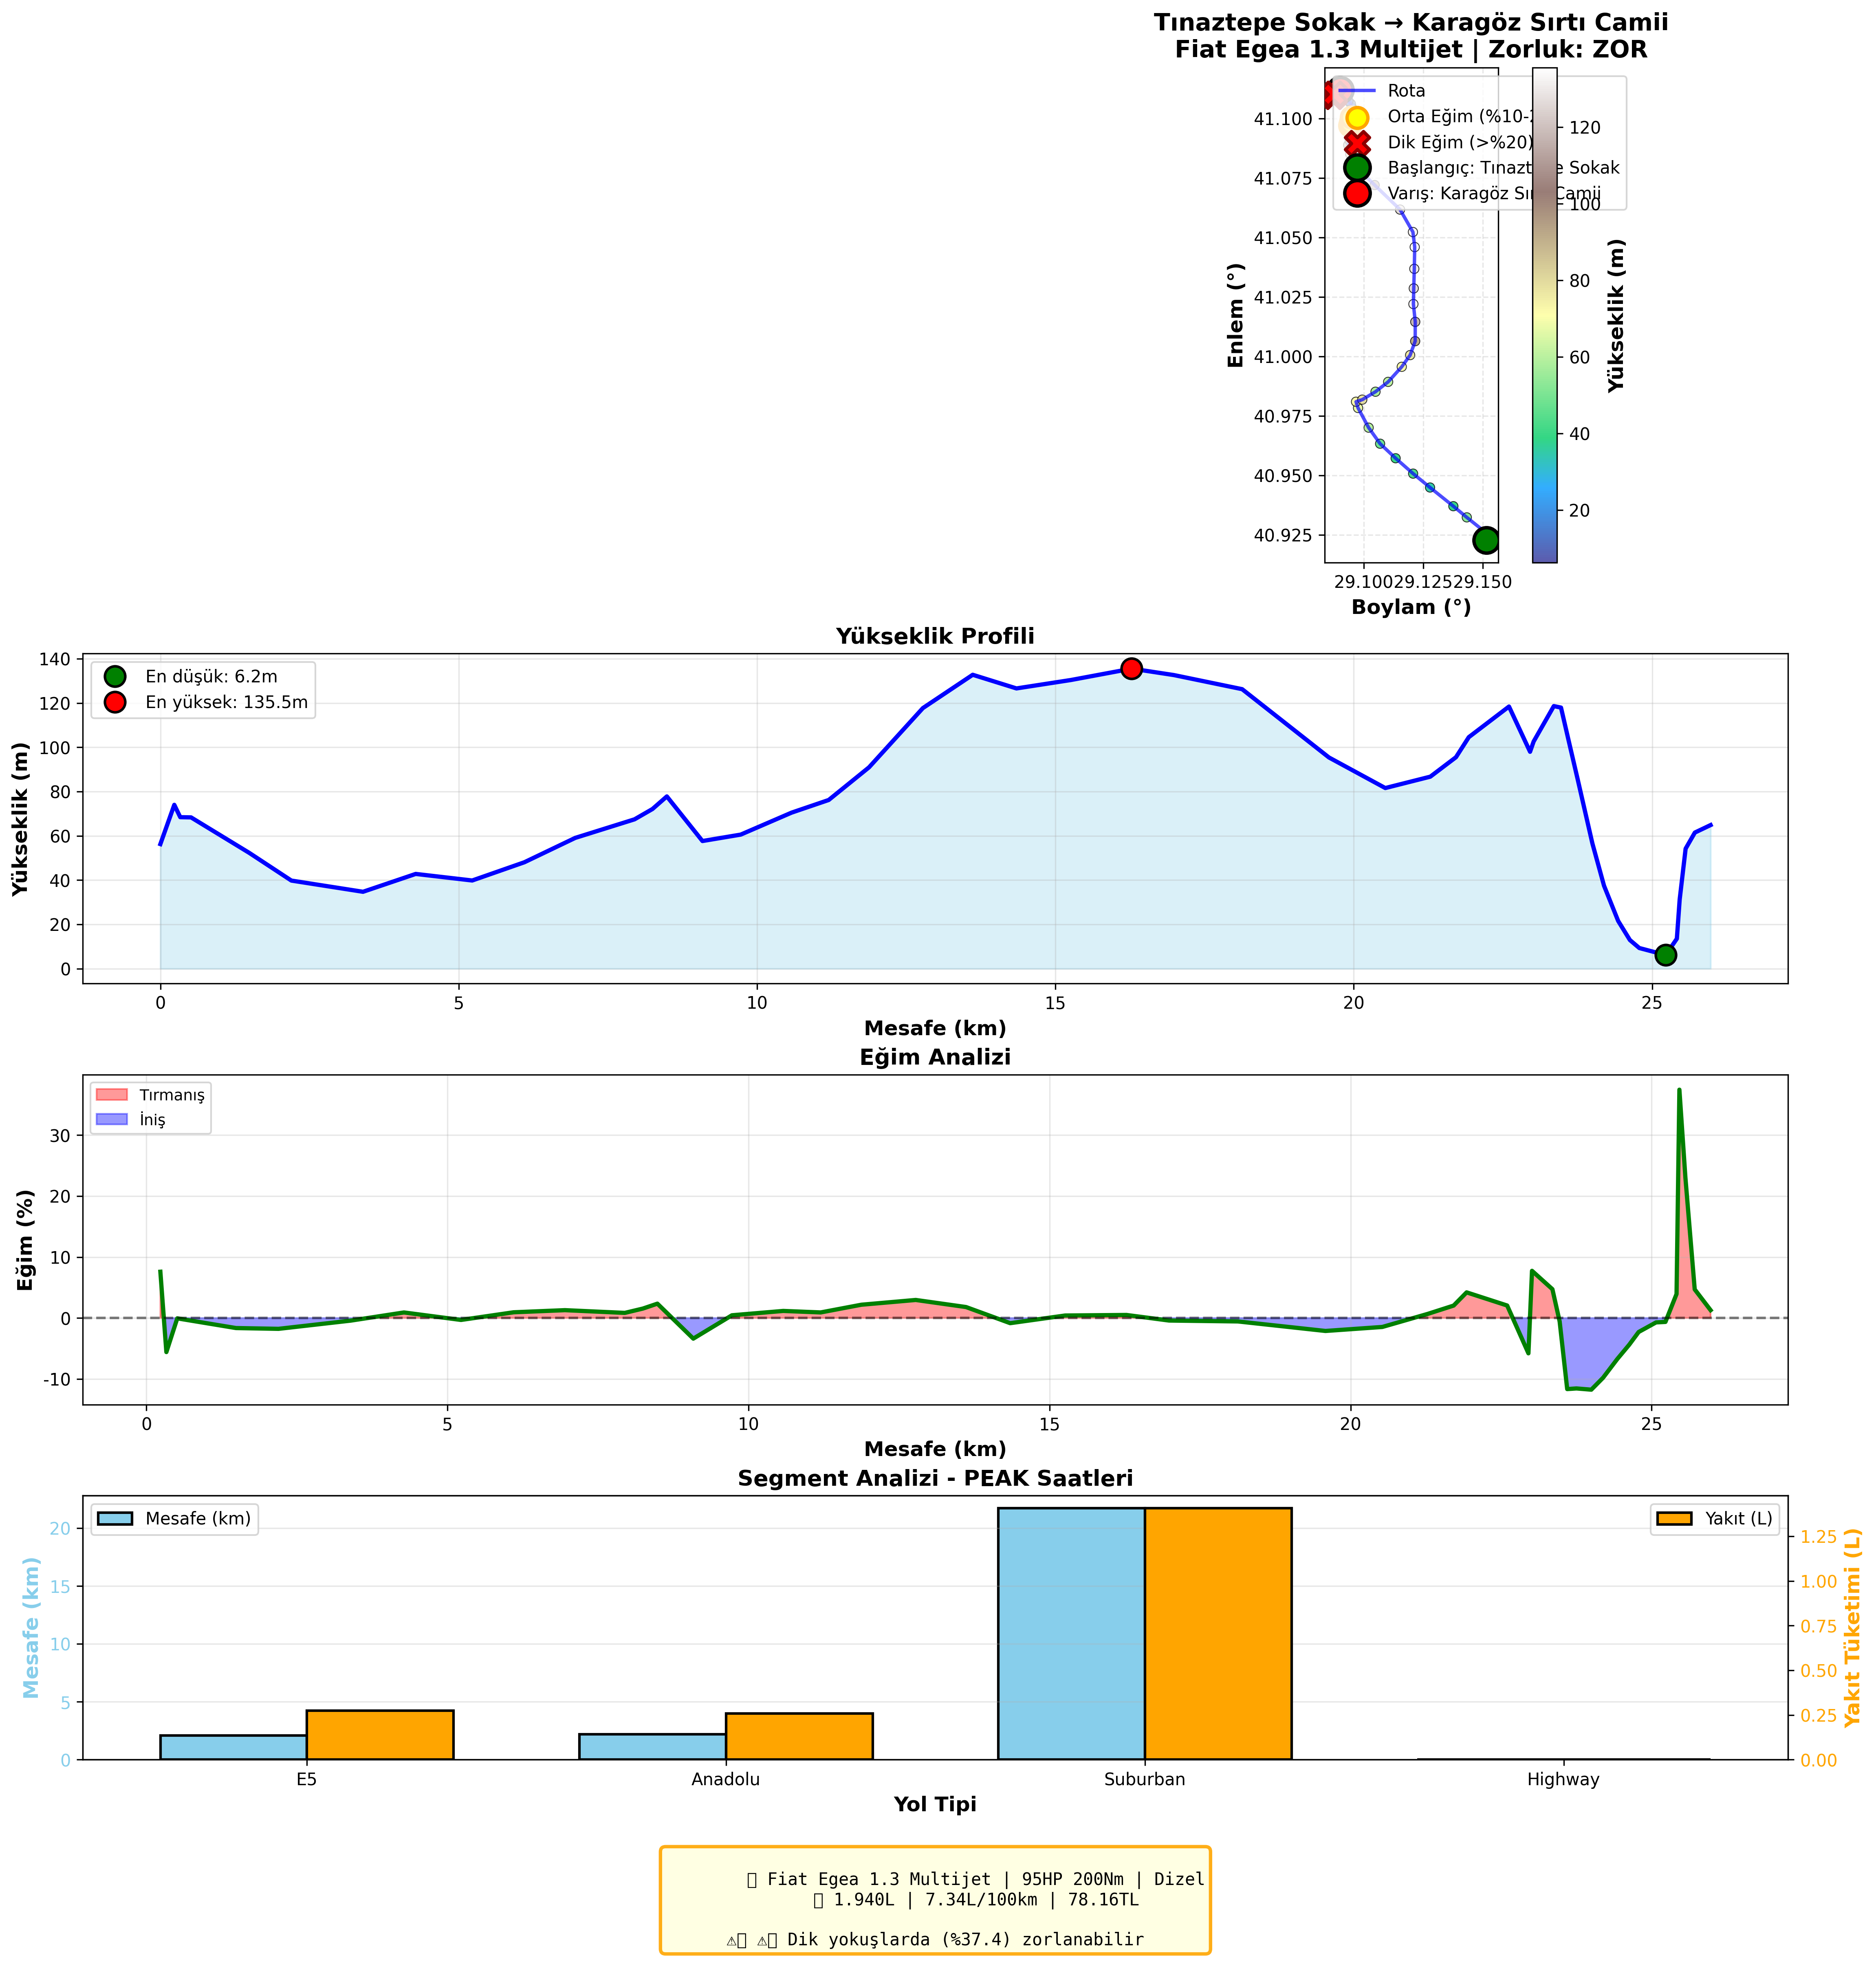 Tınaztepe Sokak → Karagöz Sırtı Camii
Fiat Egea 1.3 Multijet | Zorluk: ZOR
Rota
Orta Eğim (%10-
Dik Eğim (>%20)
Başlangıç: Tınaztepe Sokak
Varış: Karagöz Sırtı Camii
41.100
41.075
41.050
41.025
41.000
40.975
40.950
40.925
Enlem (°)
29.100 29.125 29.150
Boylam (°)
120
100
80
60
40
20
Yükseklik (m)
Yükseklik Profili
En düşük: 6.2m
En yüksek: 135.5m
140
120
100
80
60
40
20
0
Yükseklik (m)
0 5 10 15 20 25
Mesafe (km)
Eğim Analizi
Tırmanış
İniş
30
20
10
0
-10
Eğim (%)
0 5 10 15 20 25
Mesafe (km)
Segment Analizi - PEAK Saatleri
Mesafe (km)
Yakıt (L)
20
15
10
5
0
Mesafe (km)
1.25
1.00
0.75
0.50
0.25
0.00
Yakıt Tüketimi (L)
E5 Anadolu Suburban Highway
Yol Tipi
Fiat Egea 1.3 Multijet | 95HP 200Nm | Dizel
1.940L | 7.34L/100km | 78.16TL
⚠ ⚠ Dik yokuşlarda (%37.4) zorlanabilir